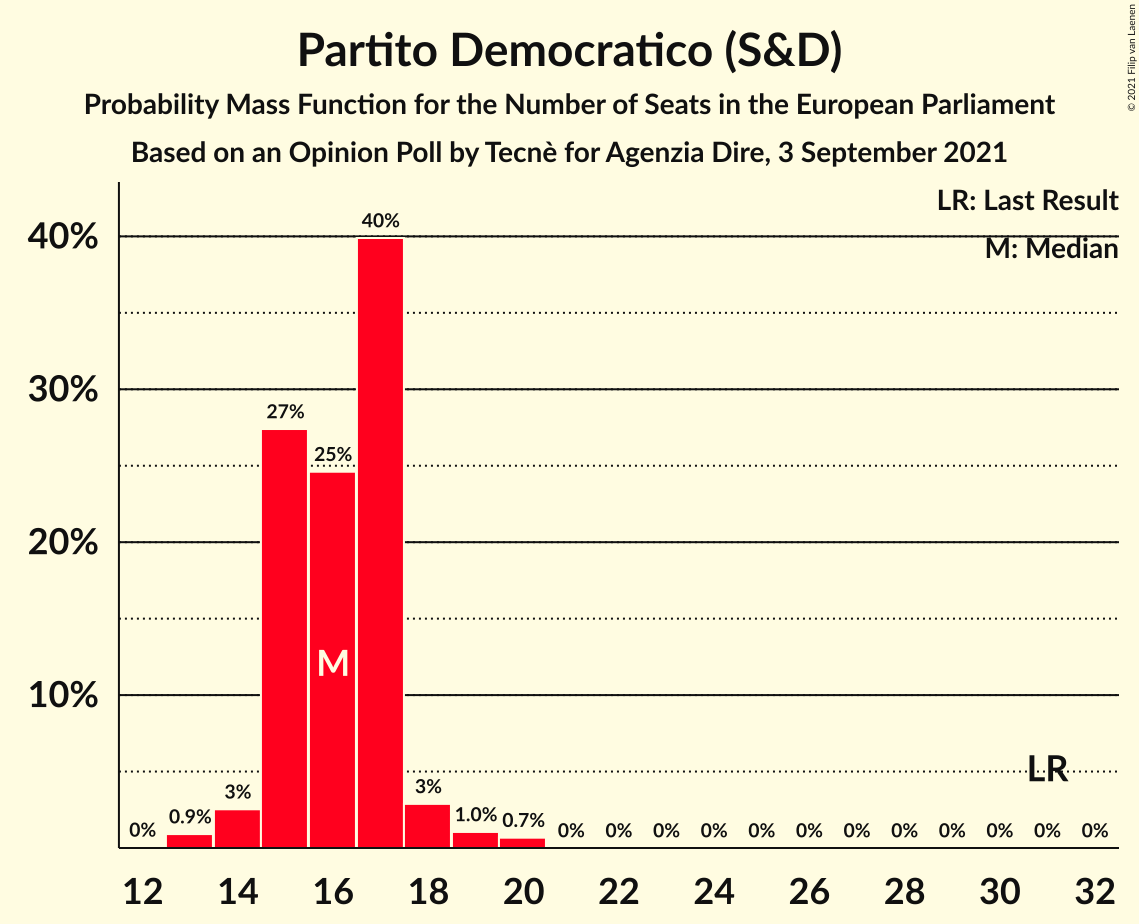 Partito Democratico (S&D)
Probability Mass Function for the Number of Seats in the European Parliament
Based on an Opinion Poll by Tecnè for Agenzia Dire, 3 September 2021
© 2021 Filip van Laenen
LR: Last Result
M: Median
40%
30%
20%
10%
0% 0.9% 3% 27% 25% 40% 3% 1.0% 0.7% 0% 0% 0% 0% 0% 0% 0% 0% 0% 0% 0% 0%
M
LR
12 14 16 18 20 22 24 26 28 30 32